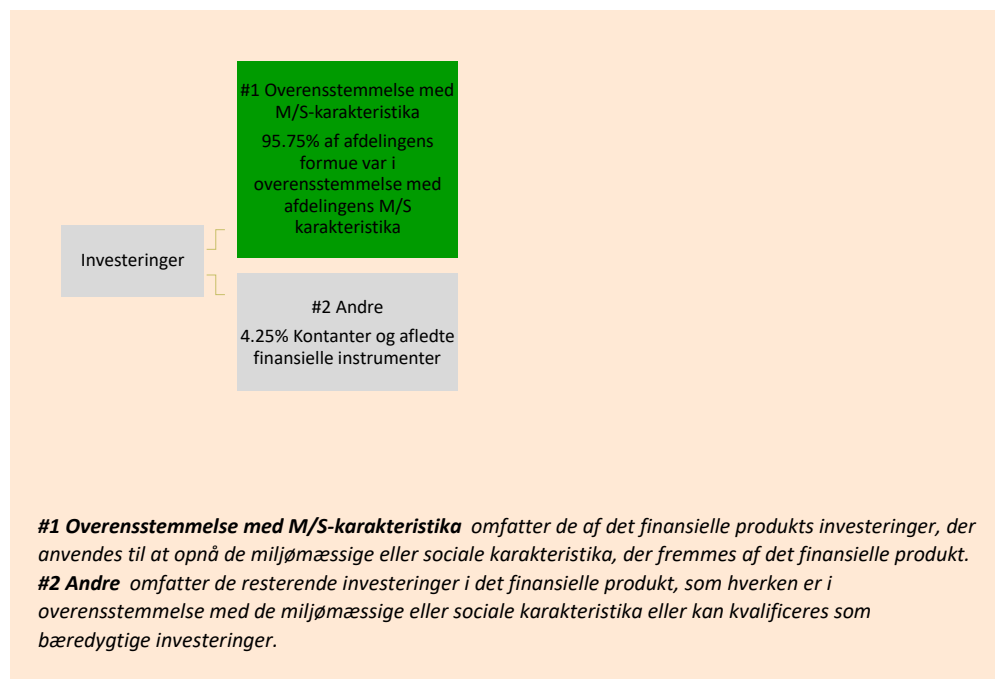 #1 Overensstemmelse med
M/S-karakteristika
95.75% af afdelingens
formue var i
overensstemmelse med
afdelingens M/S
karakteristika
Investeringer
#2 Andre
4.25% Kontanter og afledte
finansielle instrumenter
#1 Overensstemmelse med M/S-karakteristika omfatter de af det finansielle produkts investeringer, der
anvendes til at opnå de miljømæssige eller sociale karakteristika, der fremmes af det finansielle produkt.
#2 Andre omfatter de resterende investeringer i det finansielle produkt, som hverken er i
overensstemmelse med de miljømæssige eller sociale karakteristika eller kan kvalificeres som
bæredygtige investeringer.